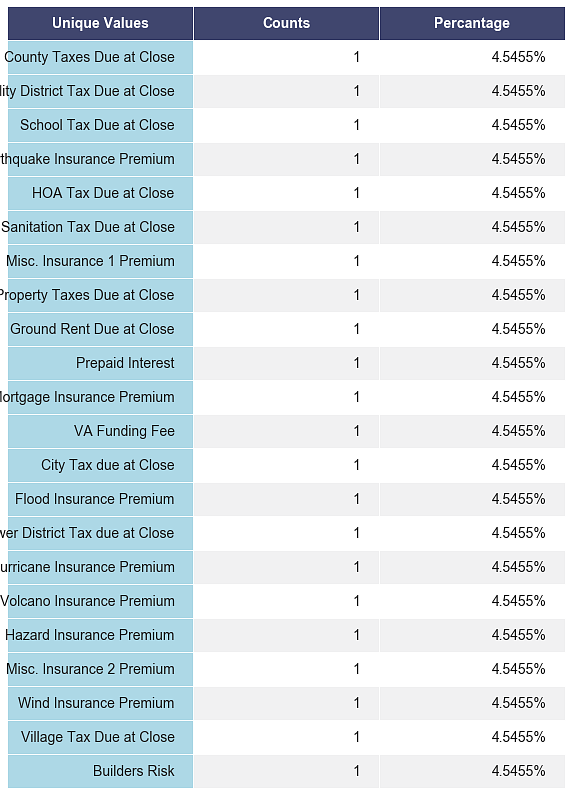 Unique Values Counts Percantage
County Taxes Due at Close 1 4.5455%
lity District Tax Due at Close 1 4.5455%
School Tax Due at Close 1 4.5455%
thquake Insurance Premium 1 4.5455%
HOA Tax Due at Close 1 4.5455%
Sanitation Tax Due at Close 1 4.5455%
Misc. Insurance 1 Premium 1 4.5455%
Property Taxes Due at Close 1 4.5455%
Ground Rent Due at Close 1 4.5455%
Prepaid Interest 1 4.5455%
Mortgage Insurance Premium 1 4.5455%
VA Funding Fee 1 4.5455%
City Tax due at Close 1 4.5455%
Flood Insurance Premium 1 4.5455%
wer District Tax due at Close 1 4.5455%
urricane Insurance Premium 1 4.5455%
Volcano Insurance Premium 1 4.5455%
Hazard Insurance Premium 1 4.5455%
Misc. Insurance 2 Premium 1 4.5455%
Wind Insurance Premium 1 4.5455%
Village Tax Due at Close 1 4.5455%
Builders Risk 1 4.5455%